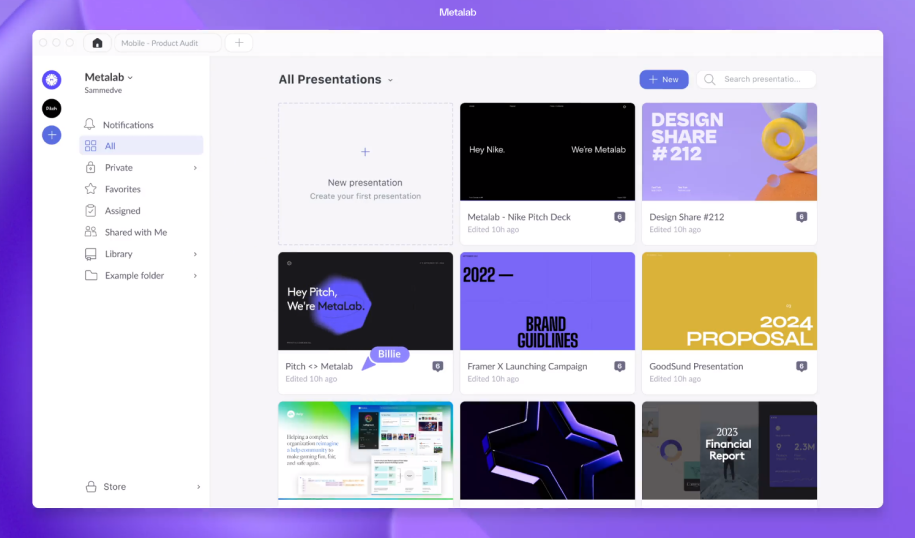 Metalab
Mobile - Product Audit
Metalab
Sammedve
Pitch
Notifications
All
Private
Favorites
Assigned
Shared with Me
Library
Example folder
Store
All Presentations
+ New
Search presentatio...
New presentation
Create your first presentation
Hey Nike.
We're Metalab
Metalab - Nike Pitch Deck
6
Edited 10h ago
DESIGN
SHARE
# 212
Design Share #212
6
Edited 10h ago
Hey Pitch,
We're MetaLab.
Billie
Pitch <> Metalab
6
Edited 10h ago
2022 —
BRAND
GUIDLINES
Framer X Launching Campaign
6
Edited 10h ago
2024
PROPOSAL
GoodSund Presentation
6
Edited 10h ago
Helping a complex
organization reimagine
a help community to
make gaming fun, fair,
and safe again.
2023
Financial
Report
9
2.3M